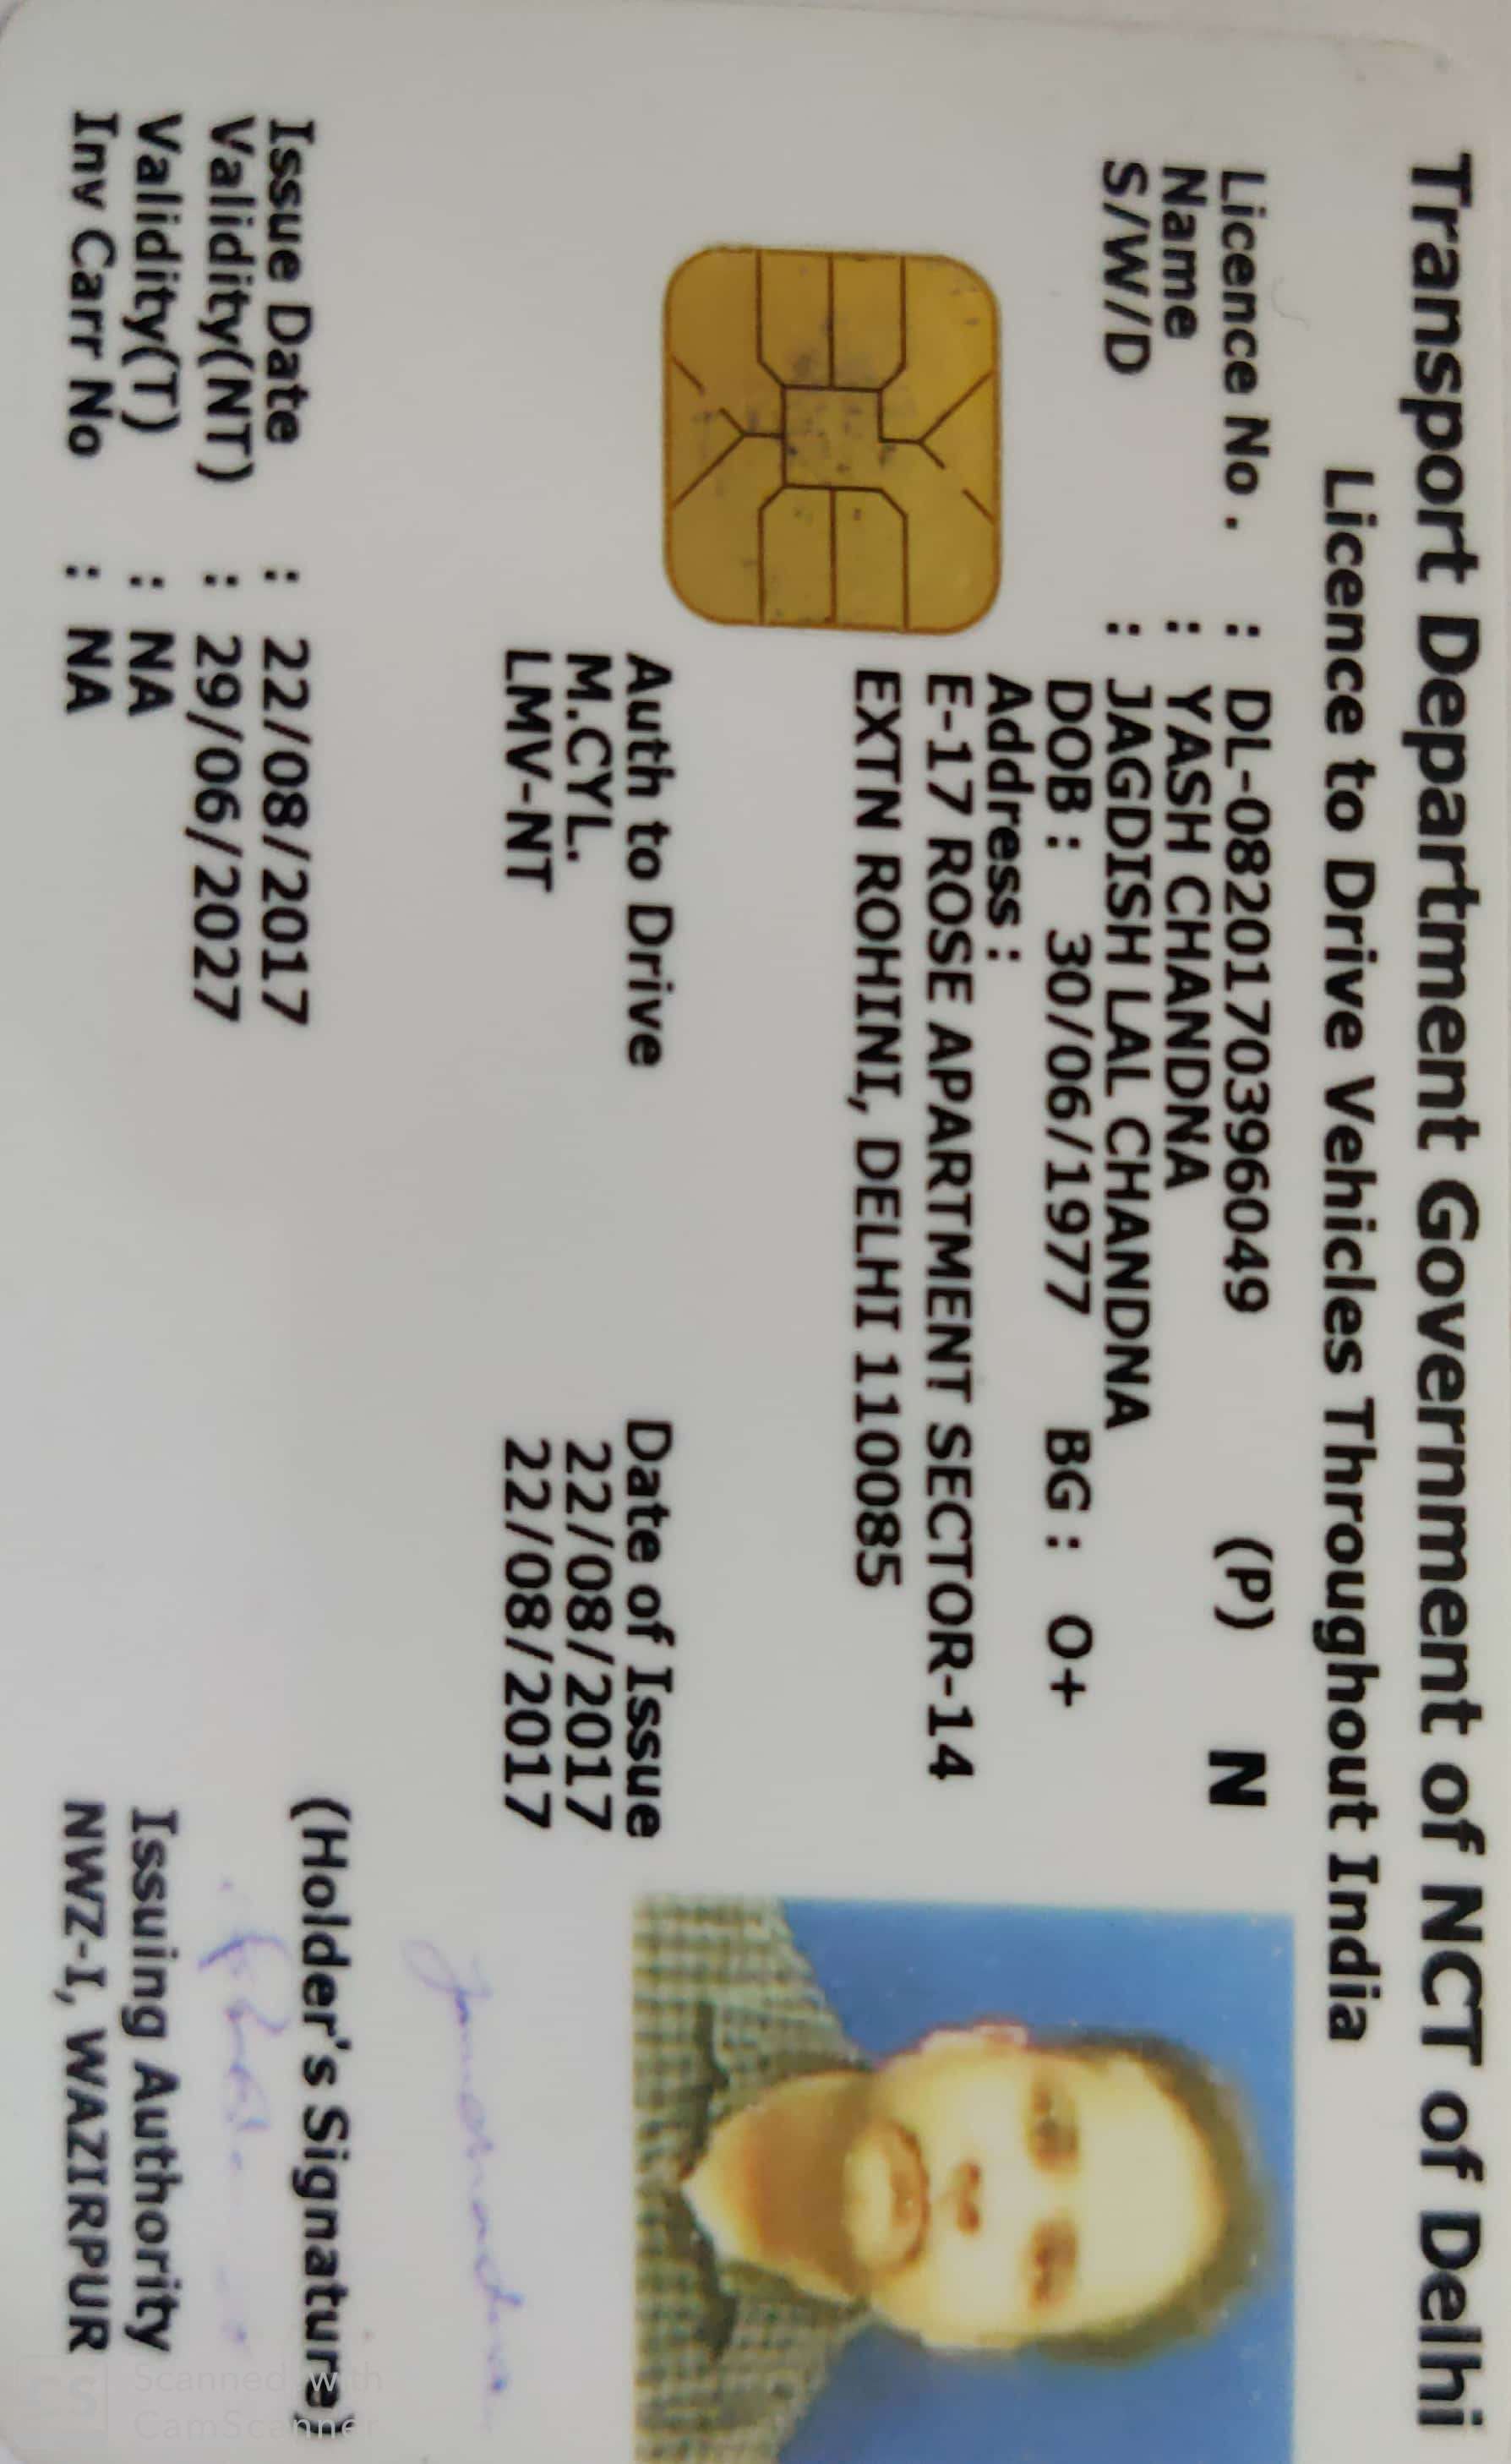 Transport Department Government of NCT of Delhi
Licence to Drive Vehicles Throughout India
Licence No . : DL-0820170396049 (P) N
Name : YASH CHANDNA
S/W/D : JAGDISH LAL CHANDNA
DOB : 30/06/1977 BG : O+
Address :
E-17 ROSE APARTMENT SECTOR-14
EXTN ROHINI, DELHI 110085
Auth to Drive Date of Issue
M.CYL. 22/08/2017
LMV-NT 22/08/2017
(Holder's Signature)
Issue Date : 22/08/2017
Validity(NT) : 29/06/2027
Validity(T) : NA
Inv Carr No : NA
Issuing Authority
NWZ-I, WAZIRPUR
CS
Scanned with
CamScanner